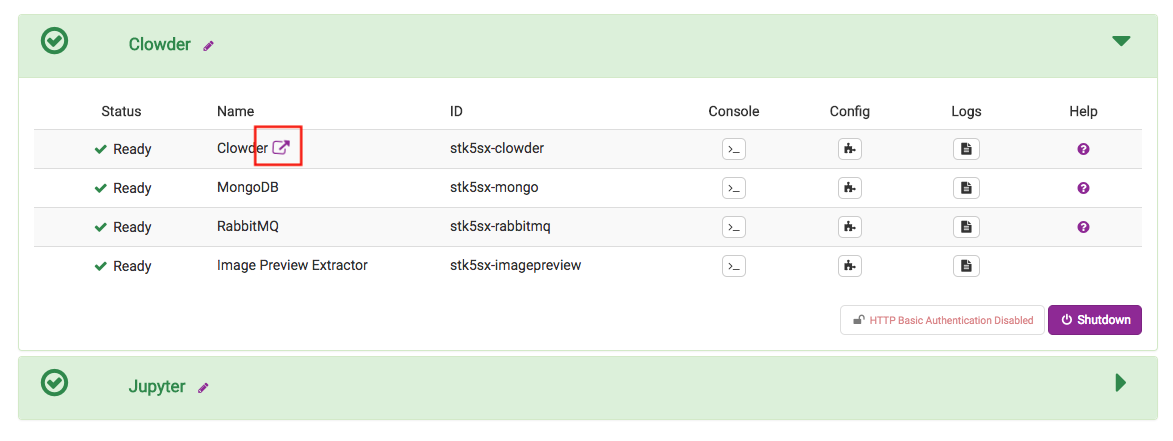 Clowder
Status Name ID Console Config Logs Help
Ready Clowder stk5sx-clowder >_
Ready MongoDB stk5sx-mongo >_
Ready RabbitMQ stk5sx-rabbitmq >_
Ready Image Preview Extractor stk5sx-imagepreview >_
HTTP Basic Authentication Disabled Shutdown
Jupyter